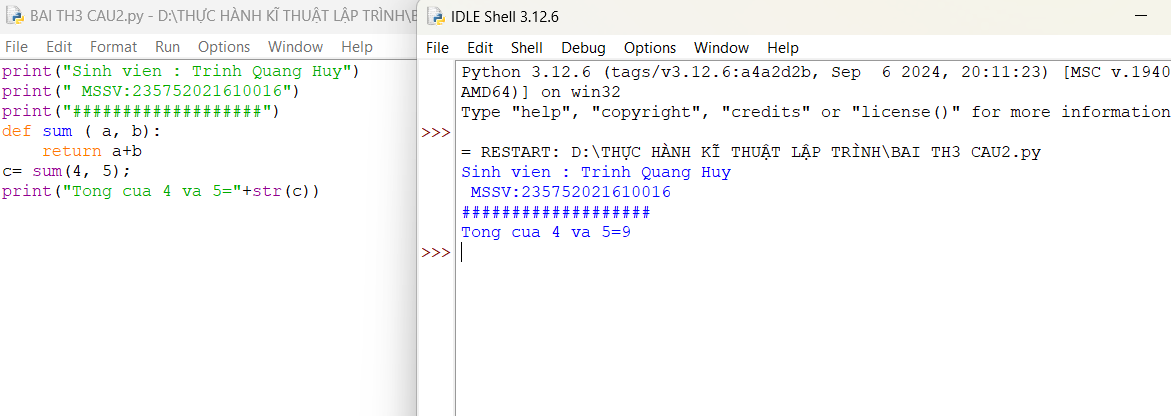 BAI TH3 CAU2.py - D:\THỰC HÀNH KĨ THUẬT LẬP TRÌNH\
File Edit Format Run Options Window Help
print("Sinh vien : Trinh Quang Huy")
print(" MSSV:235752021610016")
print("###################")
def sum ( a, b):
    return a+b
c= sum(4, 5);
print("Tong cua 4 va 5="+str(c))
IDLE Shell 3.12.6
File Edit Shell Debug Options Window Help
Python 3.12.6 (tags/v3.12.6:a4a2d2b, Sep  6 2024, 20:11:23) [MSC v.1940
AMD64)] on win32
Type "help", "copyright", "credits" or "license()" for more information
>>>
= RESTART: D:\THỰC HÀNH KĨ THUẬT LẬP TRÌNH\BAI TH3 CAU2.py
Sinh vien : Trinh Quang Huy
 MSSV:235752021610016
###################
Tong cua 4 va 5=9
>>>